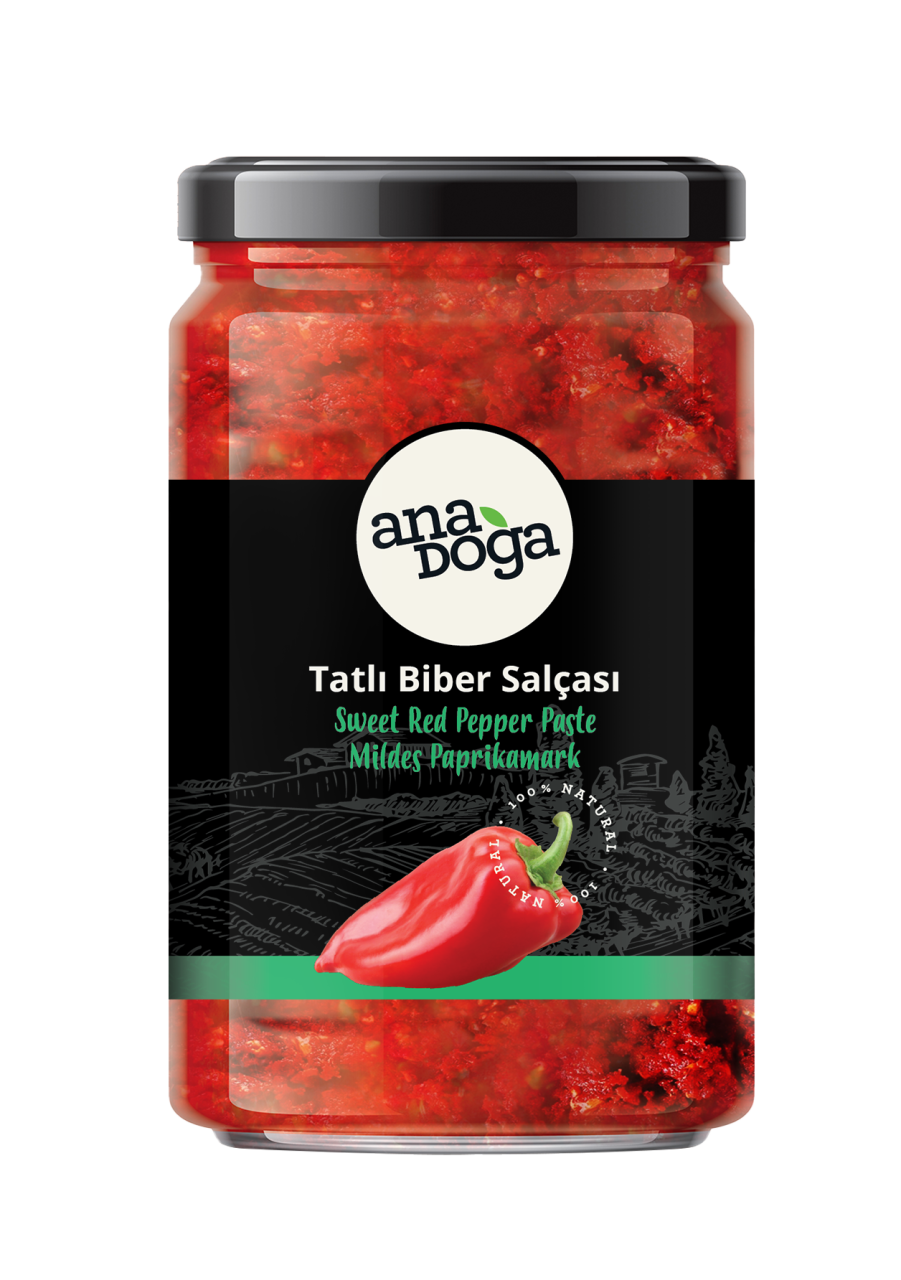 ana
Doğa
Tatlı Biber Salçası
Sweet Red Pepper Paste
Mildes Paprikamark
100% NATURAL • 100% NATURAL •